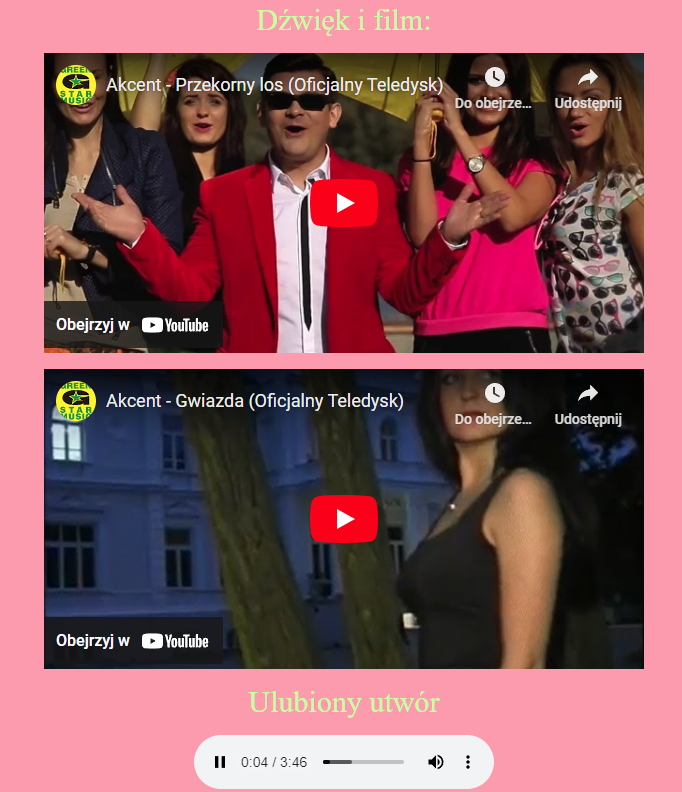 Dźwięk i film:
GREEN STAR MUSIC
Akcent - Przekorny los (Oficjalny Teledysk)
Do obejrze...
Udostępnij
Obejrzyj w YouTube
GREEN STAR MUSIC
Akcent - Gwiazda (Oficjalny Teledysk)
Do obejrze...
Udostępnij
Obejrzyj w YouTube
Ulubiony utwór
0:04 / 3:46